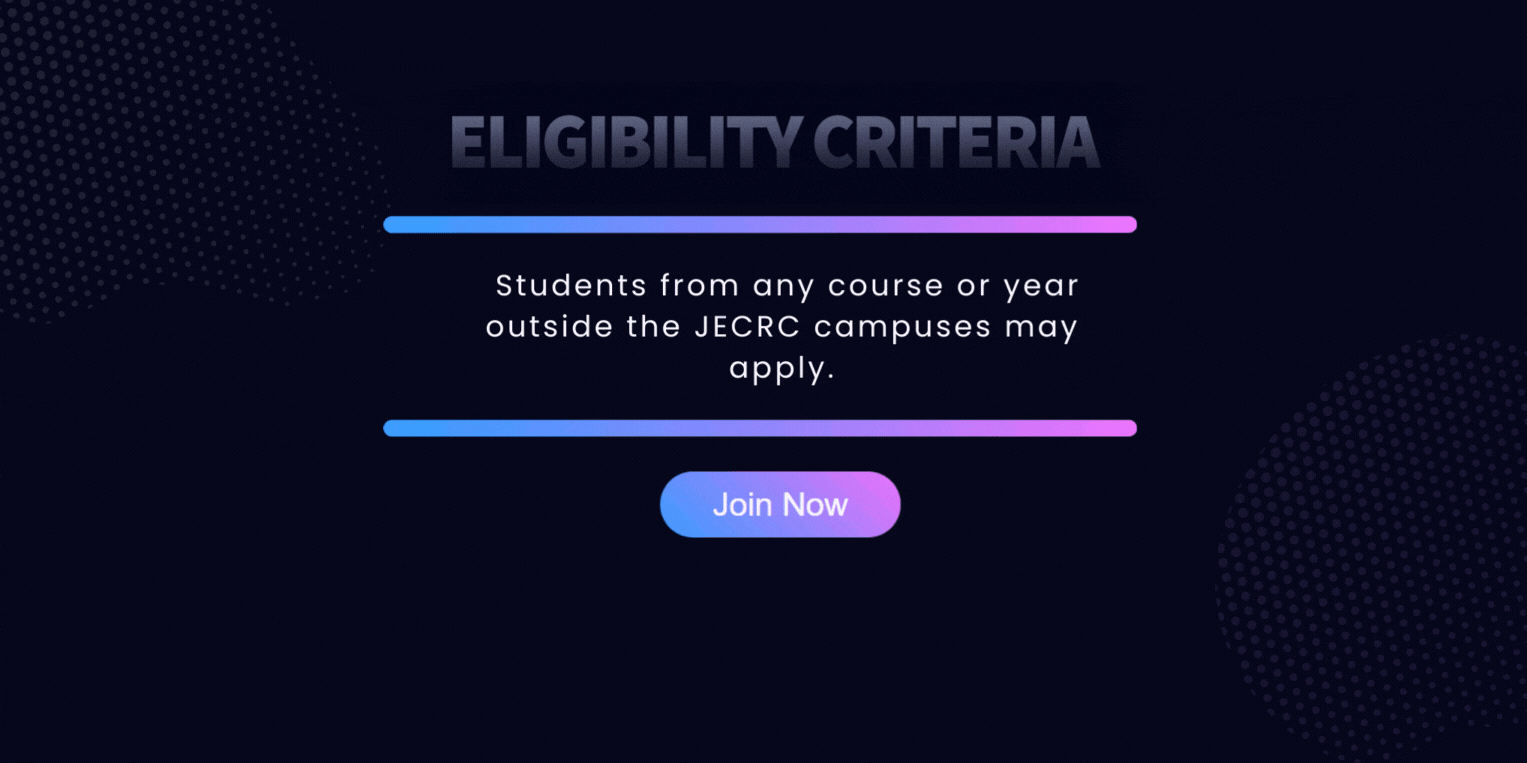 ELIGIBILITY CRITERIA
Students from any course or year
outside the JECRC campuses may
apply.
Join Now